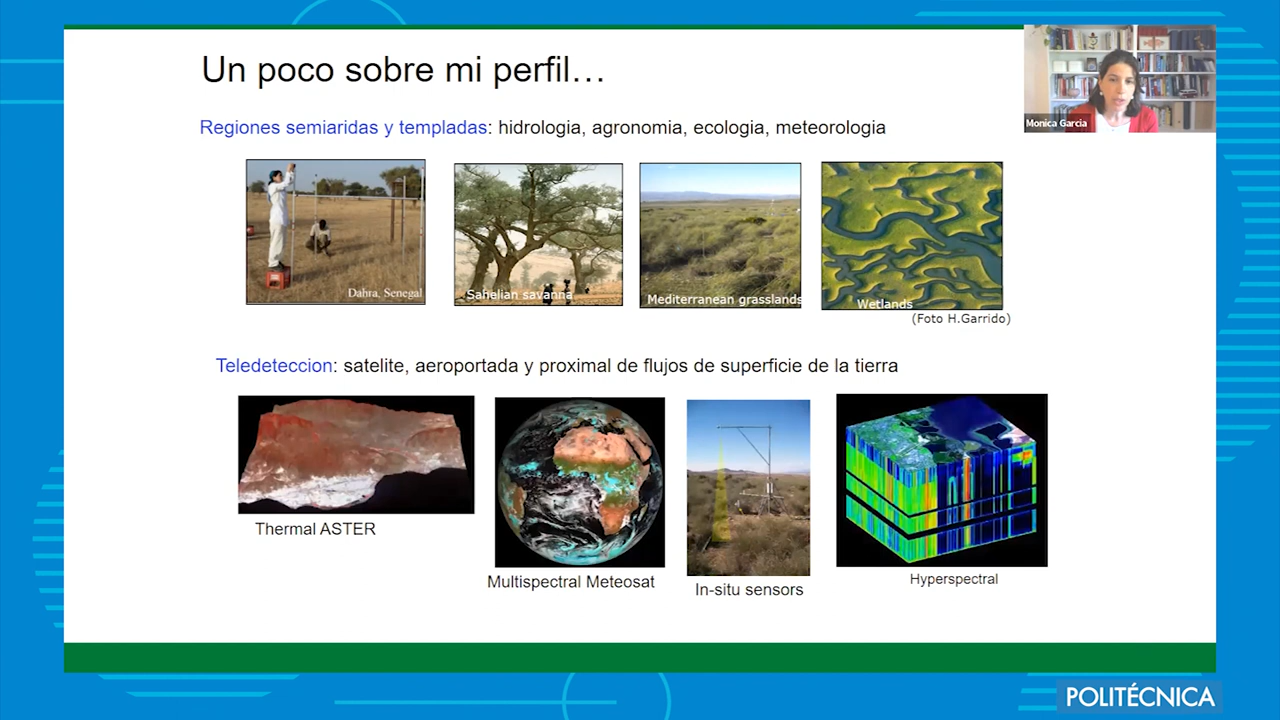 Un poco sobre mi perfil…
Monica Garcia
Regiones semiaridas y templadas: hidrologia, agronomia, ecologia, meteorologia
Dahra, Senegal
Sahelian savanna
Mediterranean grasslands
Wetlands
(Foto H.Garrido)
Teledeteccion: satelite, aeroportada y proximal de flujos de superficie de la tierra
Thermal ASTER
Multispectral Meteosat
In-situ sensors
Hyperspectral
POLITÉCNICA